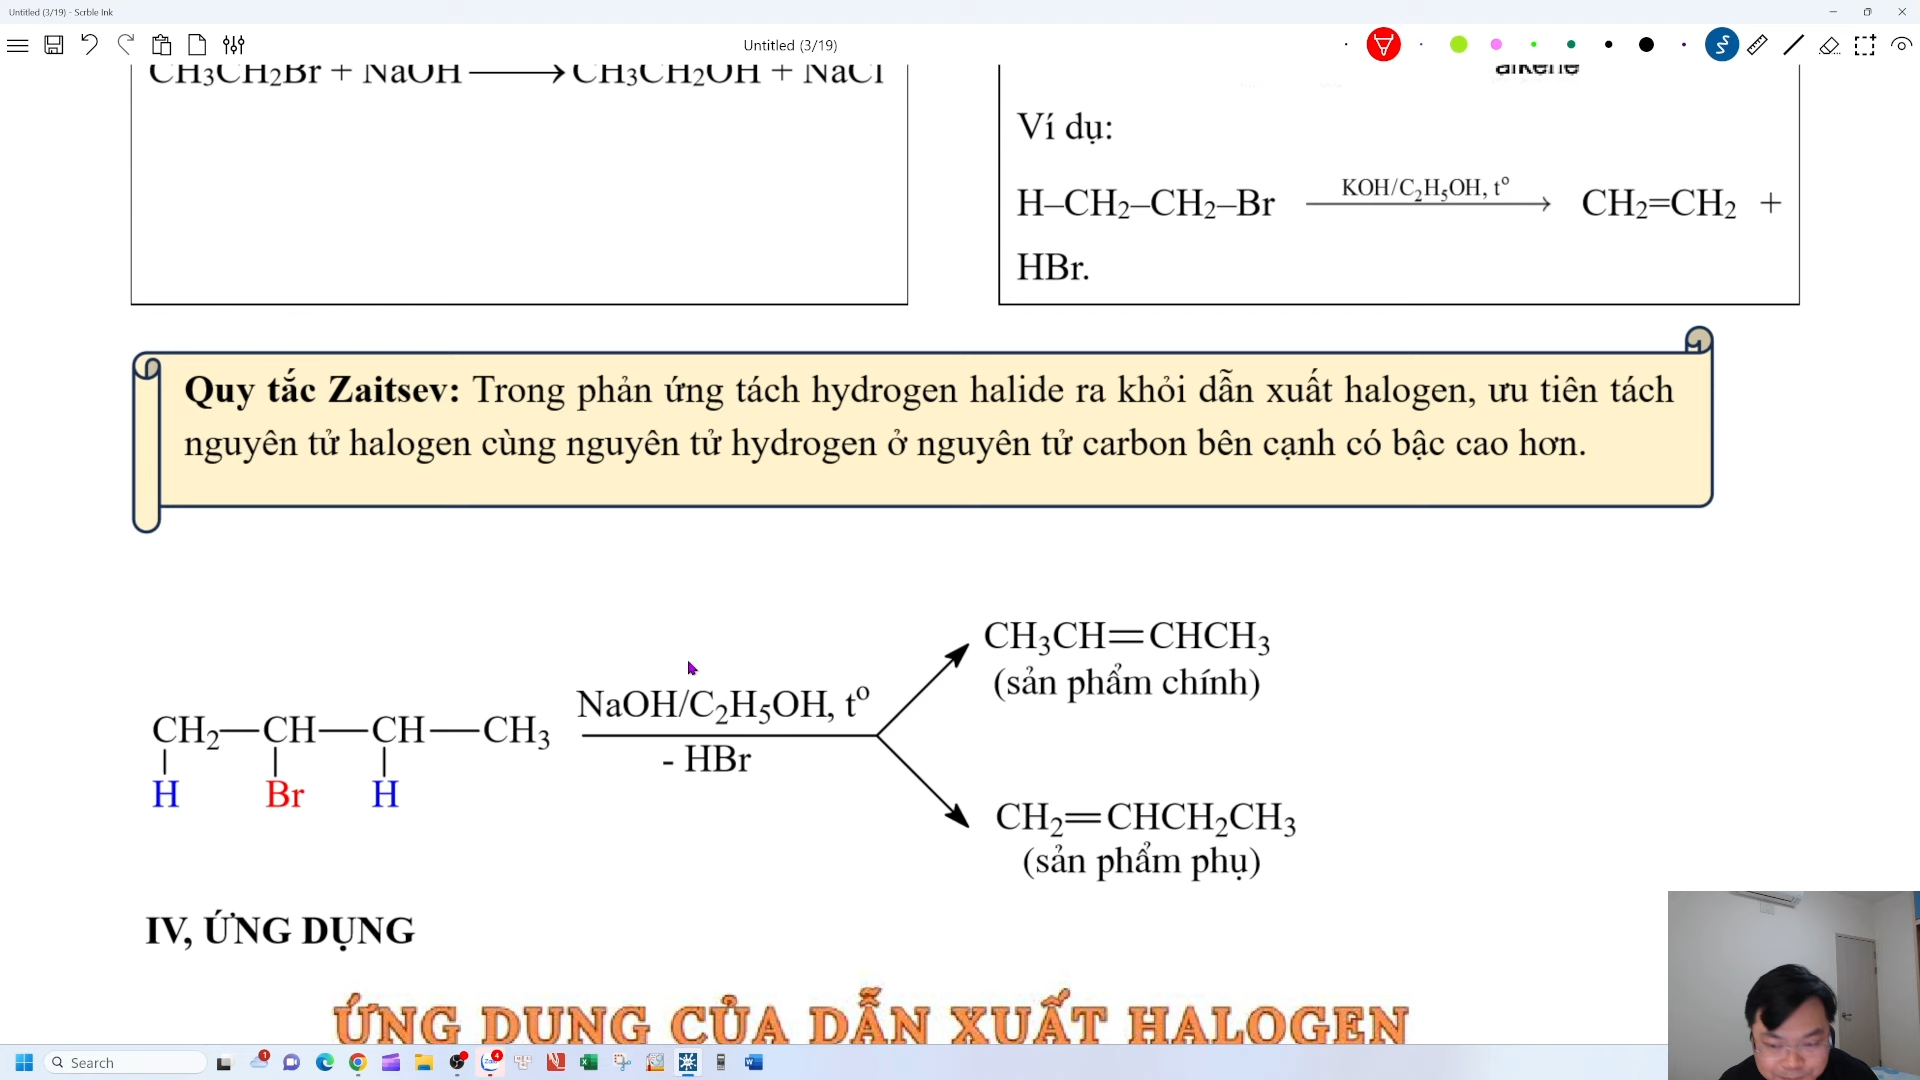 Untitled (3/19) - Scrble Ink
Untitled (3/19)
CH3CH2Br + NaOH ⟶ CH3CH2OH + NaCl
alkene
Ví dụ:
H–CH2–CH2–Br KOH/C2H5OH, to ⟶ CH2=CH2 +
HBr.
Quy tắc Zaitsev: Trong phản ứng tách hydrogen halide ra khỏi dẫn xuất halogen, ưu tiên tách
nguyên tử halogen cùng nguyên tử hydrogen ở nguyên tử carbon bên cạnh có bậc cao hơn.
CH3CH=CHCH3
(sản phẩm chính)
NaOH/C2H5OH, to
CH2—CH—CH—CH3
- HBr
H Br H
CH2=CHCH2CH3
(sản phẩm phụ)
IV, ỨNG DỤNG
ỨNG DỤNG CỦA DẪN XUẤT HALOGEN
Search